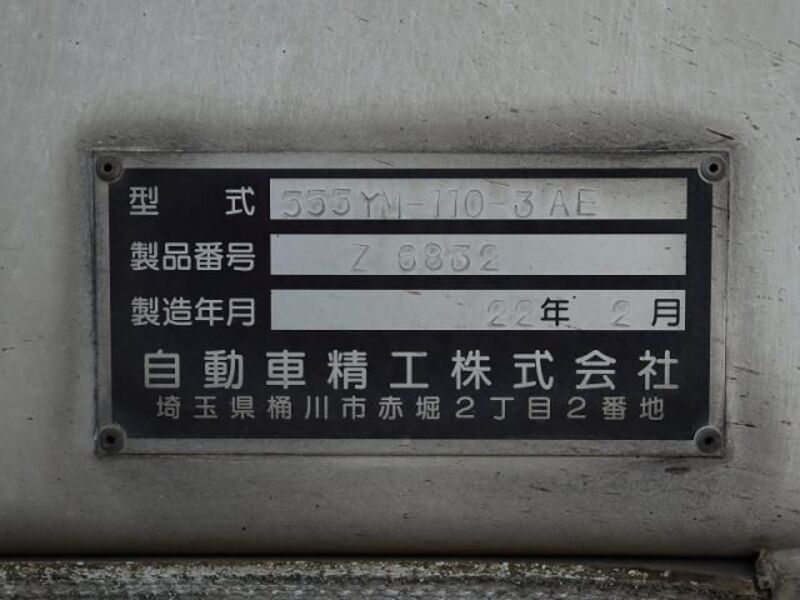 型式 555YM-110-3AE
製品番号 Z 6832
製造年月 22年 2月
自動車精工株式会社
埼玉県桶川市赤堀2丁目2番地